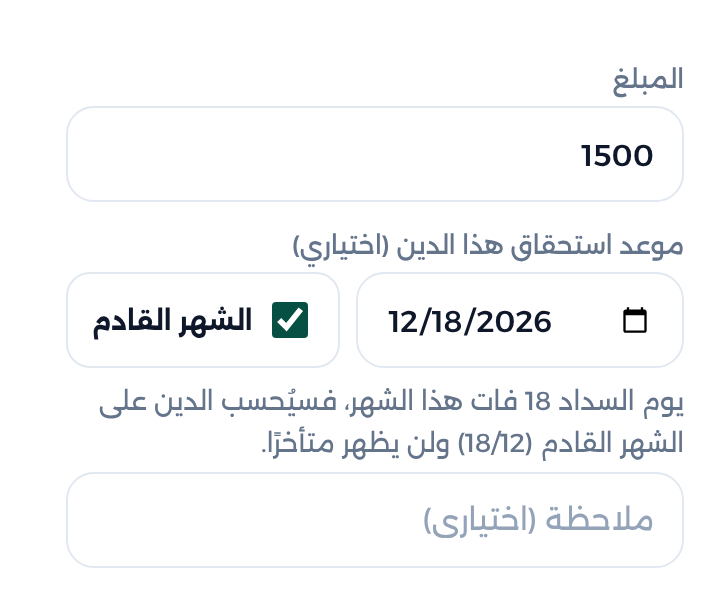 المبلغ
1500
موعد استحقاق هذا الدين (اختياري)
12/18/2026
الشهر القادم
يوم السداد 18 فات هذا الشهر، فسيُحسب الدين على
الشهر القادم (18/12) ولن يظهر متأخرًا.
ملاحظة (اختياري)